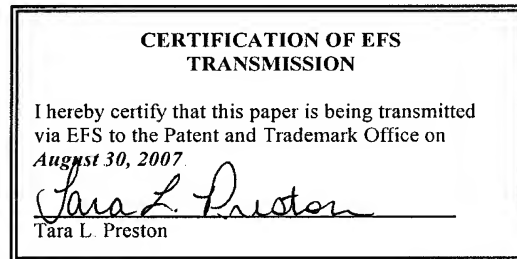 CERTIFICATION OF EFS
TRANSMISSION
I hereby certify that this paper is being transmitted
via EFS to the Patent and Trademark Office on
August 30, 2007
Tara L. Preston
Tara L. Preston